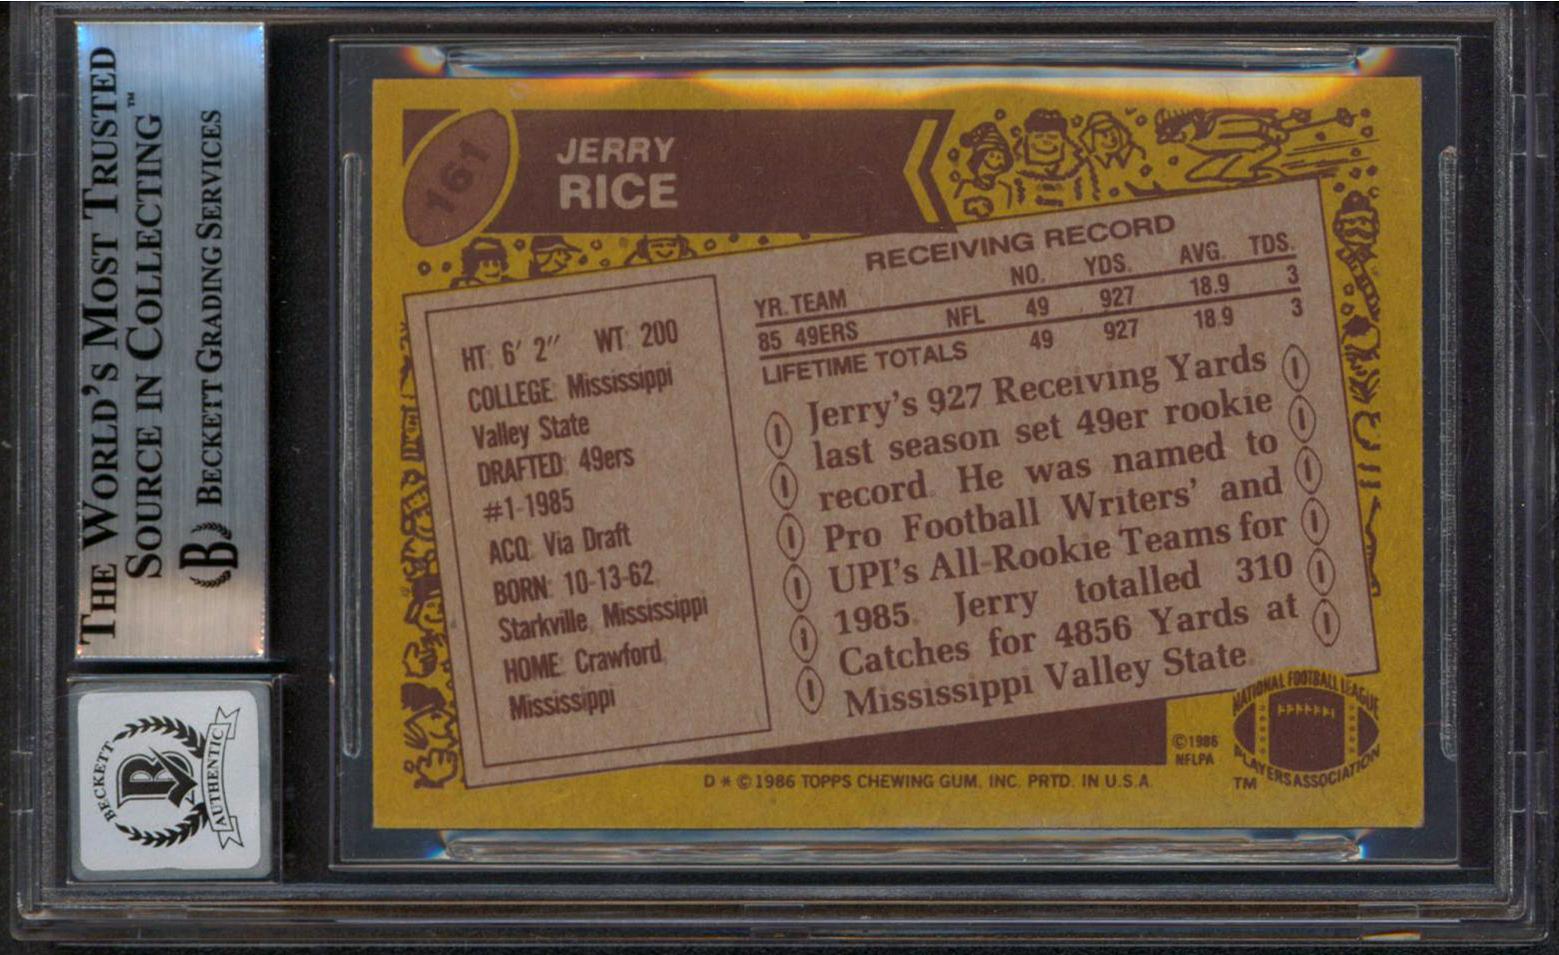 THE WORLD'S MOST TRUSTED
SOURCE IN COLLECTING™
BECKETT GRADING SERVICES
B
BECKETT
B
AUTHENTIC
161
JERRY
RICE
RECEIVING RECORD
YR. TEAM NO. YDS. AVG. TDS.
85 49ERS NFL 49 927 18.9 3
LIFETIME TOTALS 49 927 18.9 3
HT: 6' 2" WT: 200
COLLEGE: Mississippi
Valley State
DRAFTED: 49ers
#1-1985
ACQ: Via Draft
BORN: 10-13-62,
Starkville, Mississippi
HOME: Crawford,
Mississippi
Jerry's 927 Receiving Yards
last season set 49er rookie
record. He was named to
Pro Football Writers' and
UPI's All-Rookie Teams for
1985. Jerry totalled 310
Catches for 4856 Yards at
Mississippi Valley State.
©1986
NFLPA
NATIONAL FOOTBALL LEAGUE
PLAYERS ASSOCIATION
TM
D * © 1986 TOPPS CHEWING GUM, INC. PRTD. IN U.S.A.